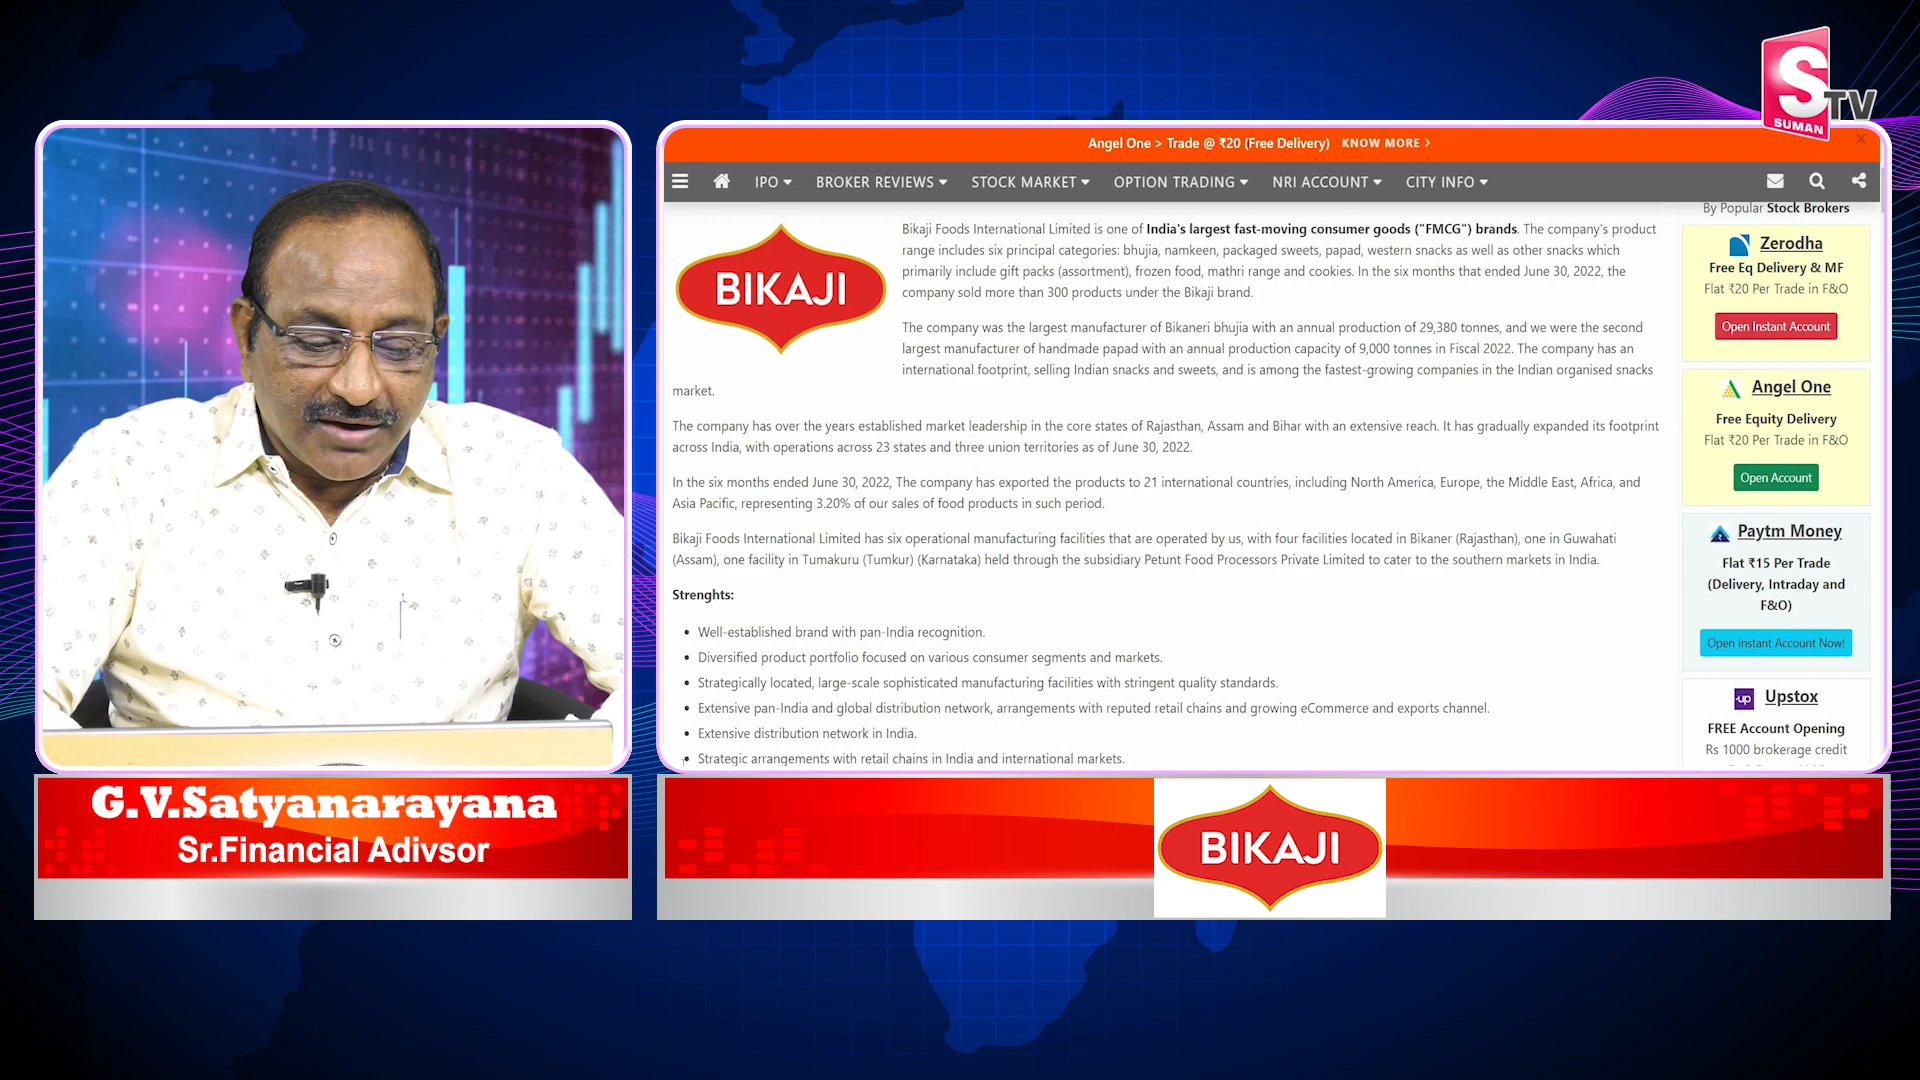 S
TV
SUMAN
Angel One > Trade @ ₹20 (Free Delivery) KNOW MORE
IPO BROKER REVIEWS STOCK MARKET OPTION TRADING NRI ACCOUNT CITY INFO
BIKAJI
Bikaji Foods International Limited is one of India's largest fast-moving consumer goods ("FMCG") brands. The company's product
range includes six principal categories: bhujia, namkeen, packaged sweets, papad, western snacks as well as other snacks which
primarily include gift packs (assortment), frozen food, mathri range and cookies. In the six months that ended June 30, 2022, the
company sold more than 300 products under the Bikaji brand.
The company was the largest manufacturer of Bikaneri bhujia with an annual production of 29,380 tonnes, and we were the second
largest manufacturer of handmade papad with an annual production capacity of 9,000 tonnes in Fiscal 2022. The company has an
international footprint, selling Indian snacks and sweets, and is among the fastest-growing companies in the Indian organised snacks
market.
The company has over the years established market leadership in the core states of Rajasthan, Assam and Bihar with an extensive reach. It has gradually expanded its footprint
across India, with operations across 23 states and three union territories as of June 30, 2022.
In the six months ended June 30, 2022, The company has exported the products to 21 international countries, including North America, Europe, the Middle East, Africa, and
Asia Pacific, representing 3.20% of our sales of food products in such period.
Bikaji Foods International Limited has six operational manufacturing facilities that are operated by us, with four facilities located in Bikaner (Rajasthan), one in Guwahati
(Assam), one facility in Tumakuru (Tumkur) (Karnataka) held through the subsidiary Petunt Food Processors Private Limited to cater to the southern markets in India.
Strenghts:
• Well-established brand with pan-India recognition.
• Diversified product portfolio focused on various consumer segments and markets.
• Strategically located, large-scale sophisticated manufacturing facilities with stringent quality standards.
• Extensive pan-India and global distribution network, arrangements with reputed retail chains and growing eCommerce and exports channel.
• Extensive distribution network in India.
• Strategic arrangements with retail chains in India and international markets.
By Popular Stock Brokers
Zerodha
Free Eq Delivery & MF
Flat ₹20 Per Trade in F&O
Open Instant Account
Angel One
Free Equity Delivery
Flat ₹20 Per Trade in F&O
Open Account
Paytm Money
Flat ₹15 Per Trade
(Delivery, Intraday and
F&O)
Open Instant Account Now!
up Upstox
FREE Account Opening
Rs 1000 brokerage credit
G.V.Satyanarayana
Sr.Financial Adivsor
BIKAJI